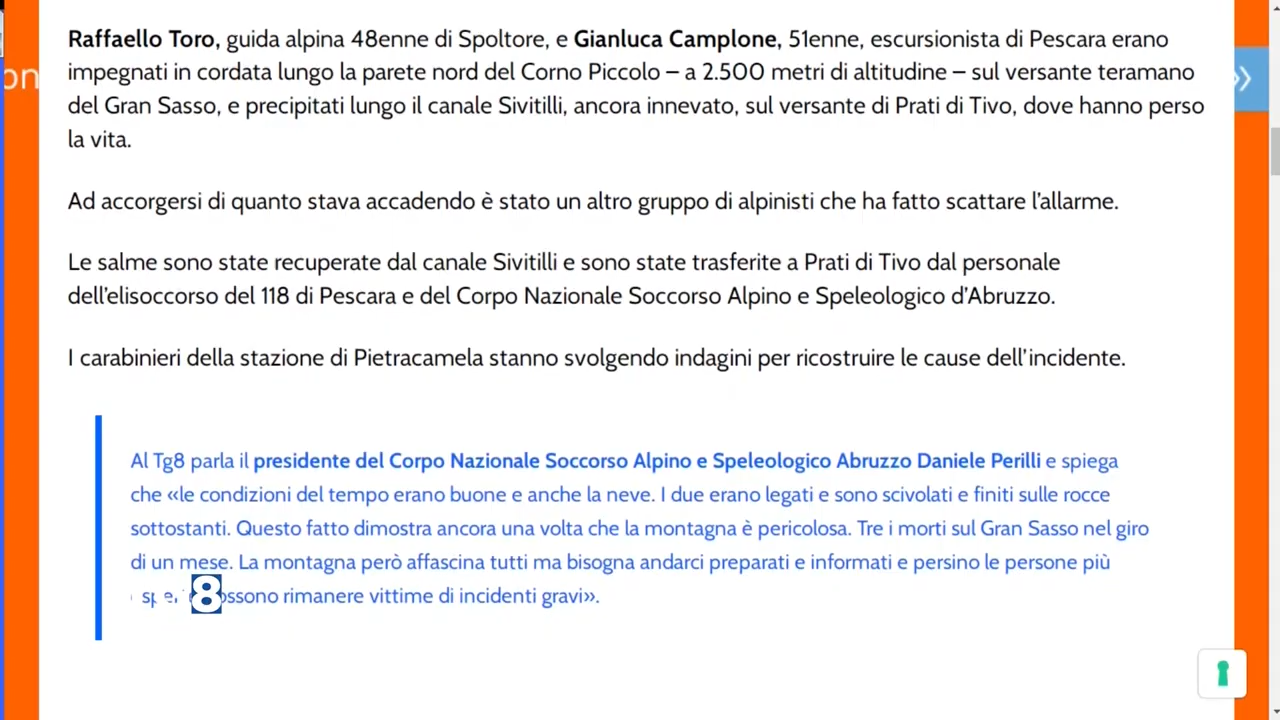 Raffaello Toro, guida alpina 48enne di Spoltore, e Gianluca Camplone, 51enne, escursionista di Pescara erano
impegnati in cordata lungo la parete nord del Corno Piccolo – a 2.500 metri di altitudine – sul versante teramano
del Gran Sasso, e precipitati lungo il canale Sivitilli, ancora innevato, sul versante di Prati di Tivo, dove hanno perso
la vita.
Ad accorgersi di quanto stava accadendo è stato un altro gruppo di alpinisti che ha fatto scattare l'allarme.
Le salme sono state recuperate dal canale Sivitilli e sono state trasferite a Prati di Tivo dal personale
dell'elisoccorso del 118 di Pescara e del Corpo Nazionale Soccorso Alpino e Speleologico d'Abruzzo.
I carabinieri della stazione di Pietracamela stanno svolgendo indagini per ricostruire le cause dell'incidente.
Al Tg8 parla il presidente del Corpo Nazionale Soccorso Alpino e Speleologico Abruzzo Daniele Perilli e spiega
che «le condizioni del tempo erano buone e anche la neve. I due erano legati e sono scivolati e finiti sulle rocce
sottostanti. Questo fatto dimostra ancora una volta che la montagna è pericolosa. Tre i morti sul Gran Sasso nel giro
di un mese. La montagna però affascina tutti ma bisogna andarci preparati e informati e persino le persone più
8 possono rimanere vittime di incidenti gravi».